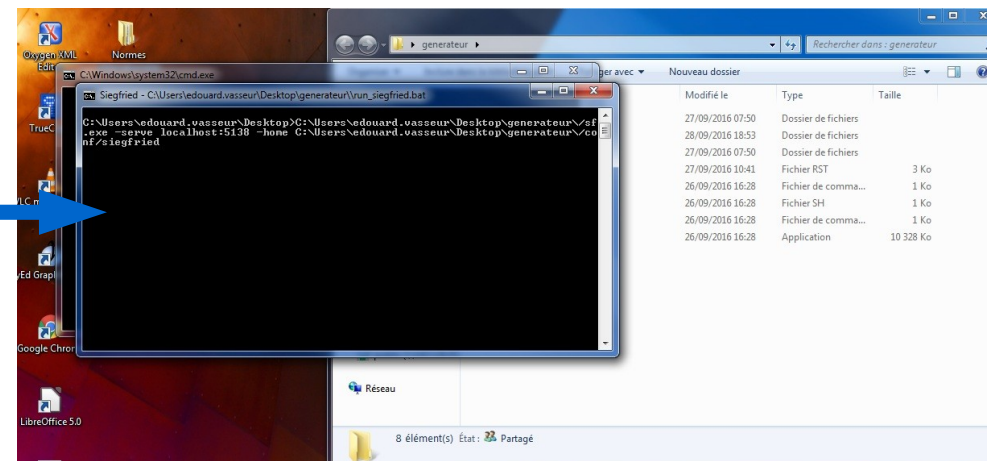 Oxygen XML
Edit
Normes
TrueC
VLC m
yEd Grapl
Google Chror
LibreOffice 5.0
C:\Windows\system32\cmd.exe
Siegfried - C:\Users\edouard.vasseur\Desktop\generateur\\run_siegfried.bat
C:\Users\edouard.vasseur\Desktop>C:\Users\edouard.vasseur\Desktop\generateur\/sf
.exe -serve localhost:5138 -home C:\Users\edouard.vasseur\Desktop\generateur\/co
nf/siegfried
generateur
Rechercher dans : generateur
ger avec
Nouveau dossier
Modifié le Type Taille
27/09/2016 07:50 Dossier de fichiers
28/09/2016 18:53 Dossier de fichiers
27/09/2016 07:50 Dossier de fichiers
27/09/2016 10:41 Fichier RST 3 Ko
26/09/2016 16:28 Fichier de comma... 1 Ko
26/09/2016 16:28 Fichier SH 1 Ko
26/09/2016 16:28 Fichier de comma... 1 Ko
26/09/2016 16:28 Application 10 328 Ko
Réseau
8 élément(s) État : Partagé